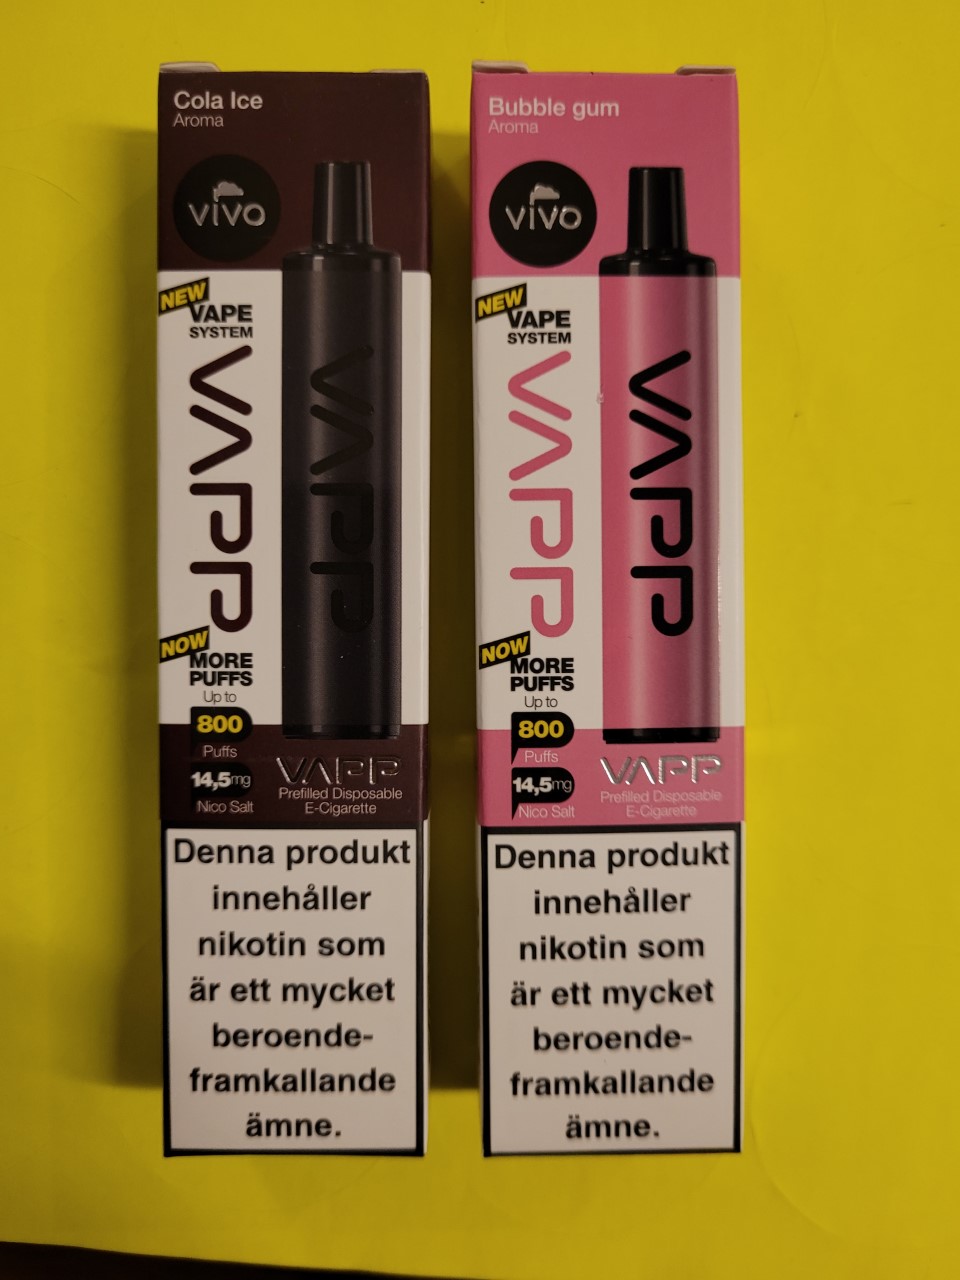 Cola Ice
Aroma
vivo
NEW
VAPE
SYSTEM
VAPP
VAPP
NOW
MORE
PUFFS
Up to
800
Puffs
14,5mg
Nico Salt
VAPP
Prefilled Disposable
E-Cigarette
Denna produkt
innehåller
nikotin som
är ett mycket
beroende-
framkallande
ämne.
Bubble gum
Aroma
vivo
NEW
VAPE
SYSTEM
VAPP
VAPP
NOW
MORE
PUFFS
Up to
800
Puffs
14,5mg
Nico Salt
VAPP
Prefilled Disposable
E-Cigarette
Denna produkt
innehåller
nikotin som
är ett mycket
beroende-
framkallande
ämne.